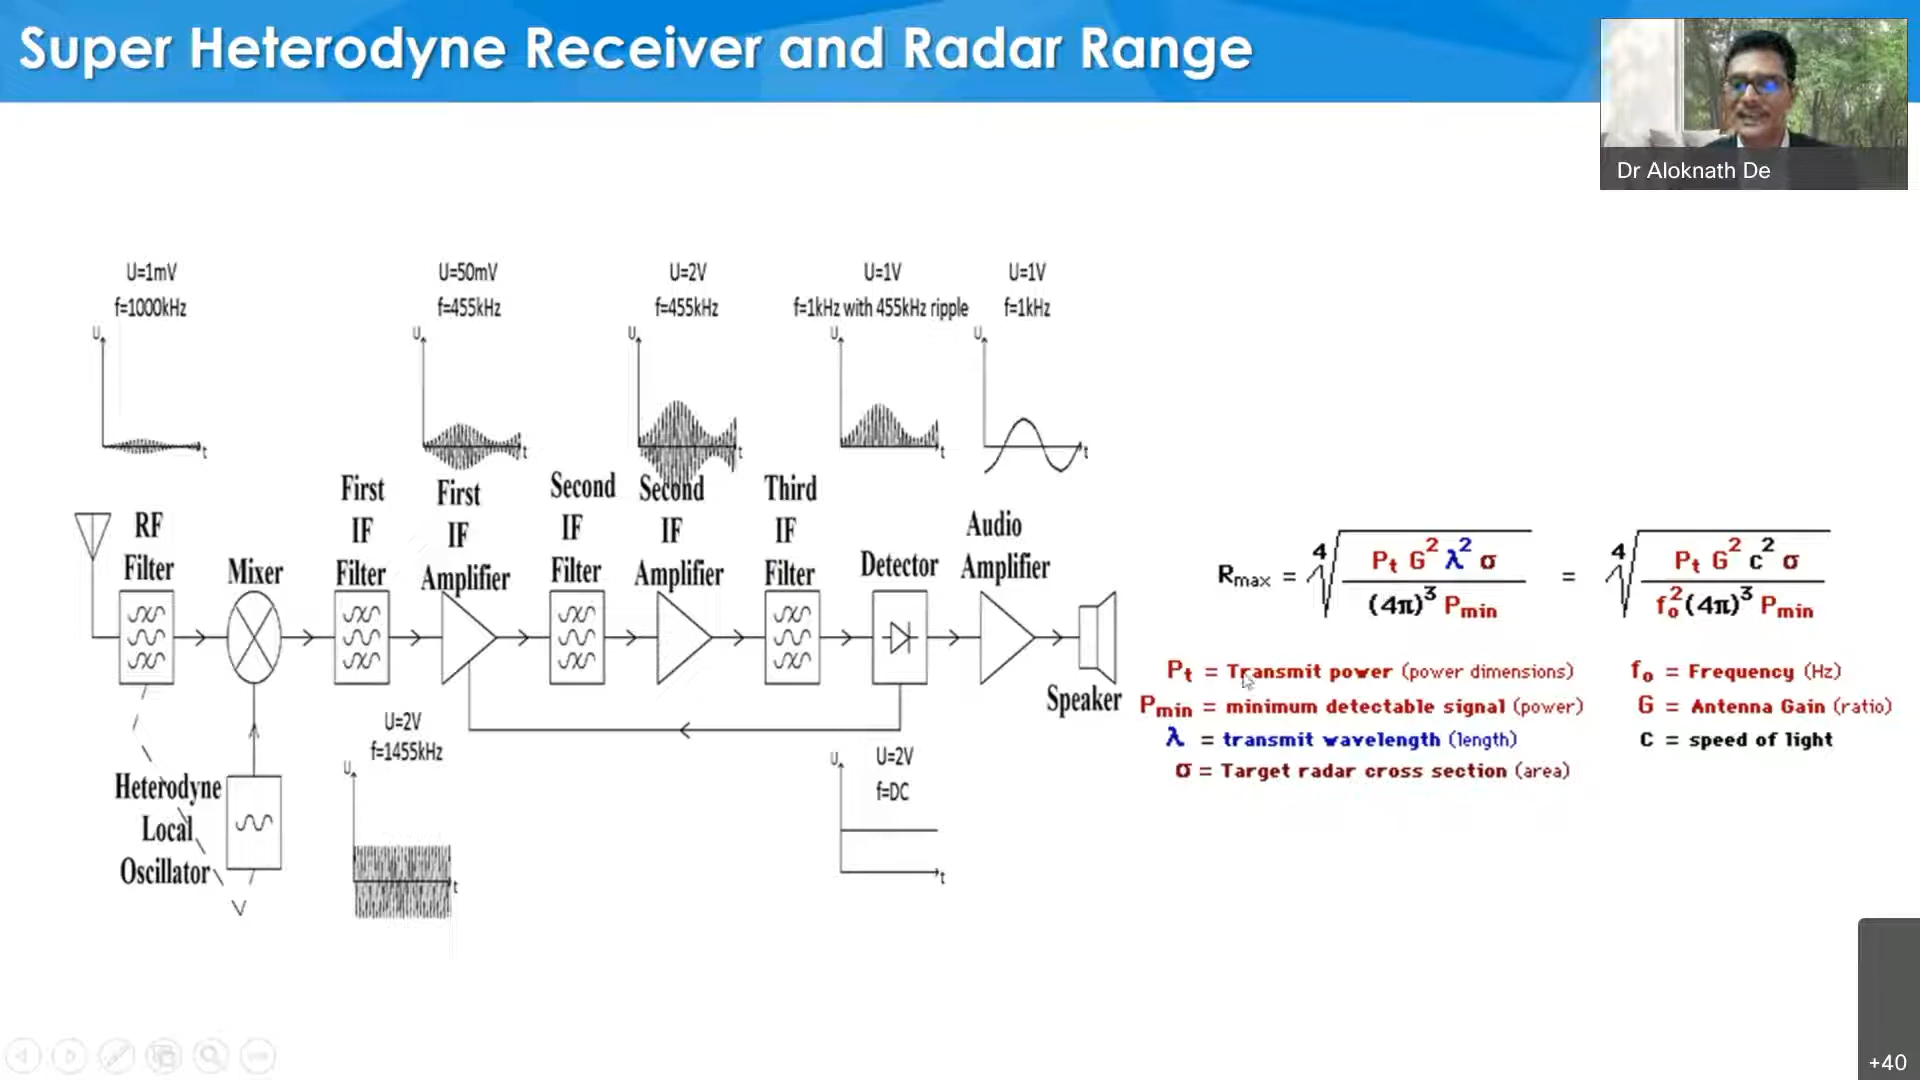 Super Heterodyne Receiver and Radar Range
Dr Aloknath De
U=1mV
f=1000kHz
U
t
U=50mV
f=455kHz
U
t
U=2V
f=455kHz
U
t
U=1V
f=1kHz with 455kHz ripple
U
t
U=1V
f=1kHz
U
t
RF
Filter
Mixer
First
IF
Filter
First
IF
Amplifier
Second
IF
Filter
Second
IF
Amplifier
Third
IF
Filter
Detector
Audio
Amplifier
Speaker
Heterodyne
Local
Oscillator
U=2V
f=1455kHz
U
t
U=2V
f=DC
U
t
Rmax = ∜(Pt G² λ² σ / (4π)³ Pmin) = ∜(Pt G² c² σ / fo² (4π)³ Pmin)
Pt = Transmit power (power dimensions)
Pmin = minimum detectable signal (power)
λ = transmit wavelength (length)
σ = Target radar cross section (area)
fo = Frequency (Hz)
G = Antenna Gain (ratio)
C = speed of light
+40